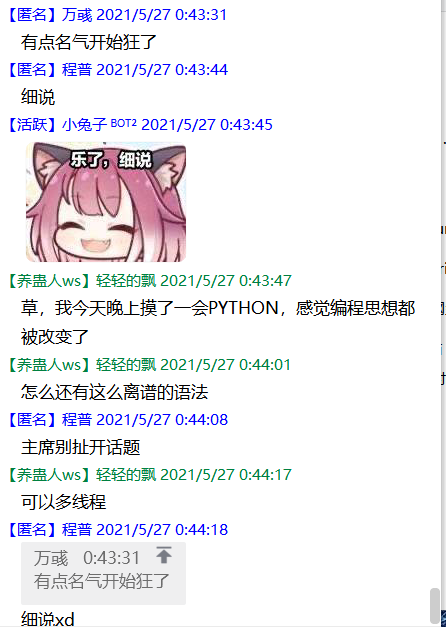 【匿名】万彧 2021/5/27 0:43:31
有点名气开始狂了
【匿名】程普 2021/5/27 0:43:44
细说
【活跃】小兔子 BOT2 2021/5/27 0:43:45
乐了，细说
【养蛊人ws】轻轻的飘 2021/5/27 0:43:47
草，我今天晚上摸了一会PYTHON，感觉编程思想都
被改变了
【养蛊人ws】轻轻的飘 2021/5/27 0:44:01
怎么还有这么离谱的语法
【匿名】程普 2021/5/27 0:44:08
主席别扯开话题
【养蛊人ws】轻轻的飘 2021/5/27 0:44:17
可以多线程
【匿名】程普 2021/5/27 0:44:18
万彧 0:43:31
有点名气开始狂了
细说xd